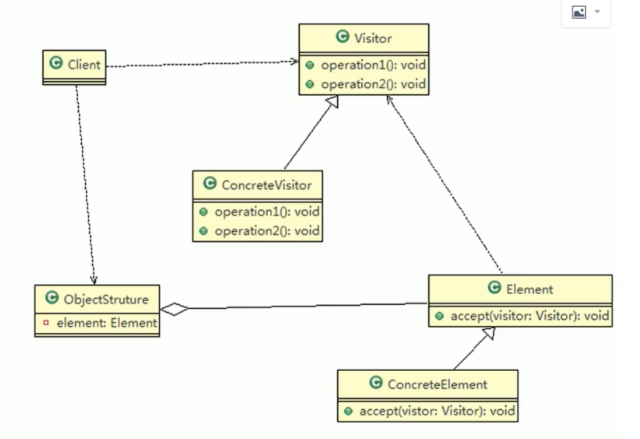 Visitor
operation1(): void
operation2(): void
Client
ConcreteVisitor
operation1(): void
operation2(): void
ObjectStruture
element: Element
Element
accept(visitor: Visitor): void
ConcreteElement
accept(vistor: Visitor): void